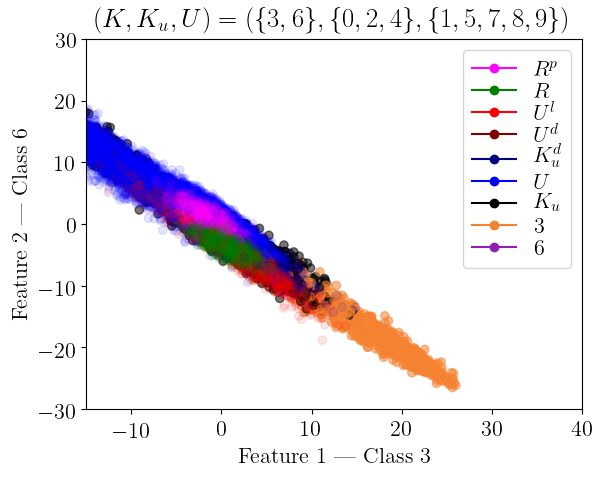 (K, K_u, U) = ({3, 6}, {0, 2, 4}, {1, 5, 7, 8, 9})
30
20
10
0
−10
−20
−30
Feature 2 — Class 6
R^p
R
U^l
U^d
K_u^d
U
K_u
3
6
−10 0 10 20 30 40
Feature 1 — Class 3